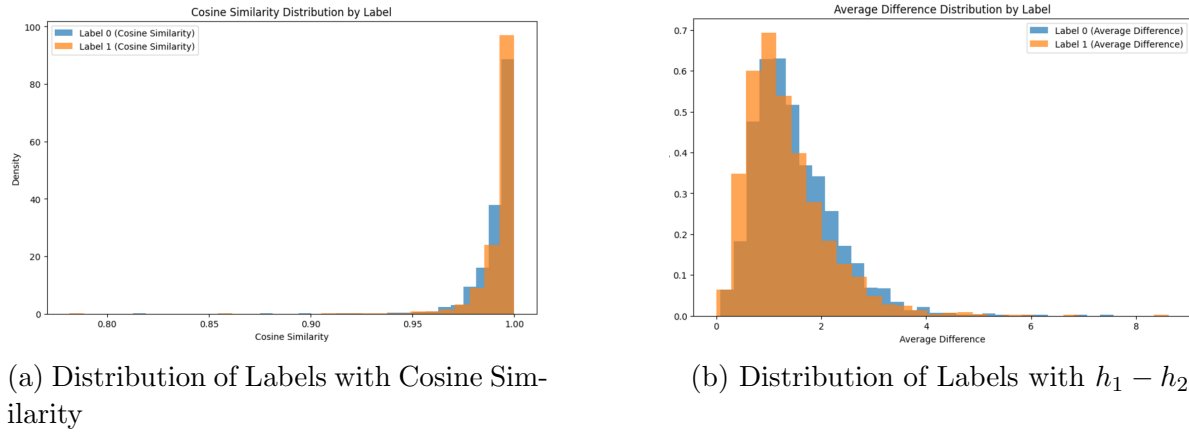 Cosine Similarity Distribution by Label
100
80
60
40
20
0
Density
Label 0 (Cosine Similarity)
Label 1 (Cosine Similarity)
0.80 0.85 0.90 0.95 1.00
Cosine Similarity
(a) Distribution of Labels with Cosine Sim-
ilarity
Average Difference Distribution by Label
0.7
0.6
0.5
0.4
0.3
0.2
0.1
0.0
Label 0 (Average Difference)
Label 1 (Average Difference)
0 2 4 6 8
Average Difference
(b) Distribution of Labels with h₁ − h₂